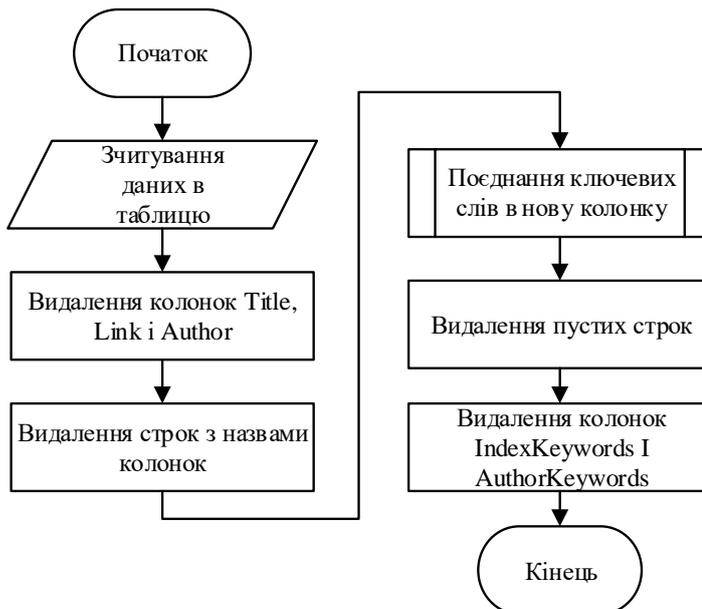 Початок
Зчитування
даних в
таблицю
Видалення колонок Title,
Link і Author
Видалення строк з назвами
колонок
Поєднання ключевих
слів в нову колонку
Видалення пустих строк
Видалення колонок
IndexKeywords І
AuthorKeywords
Кінець